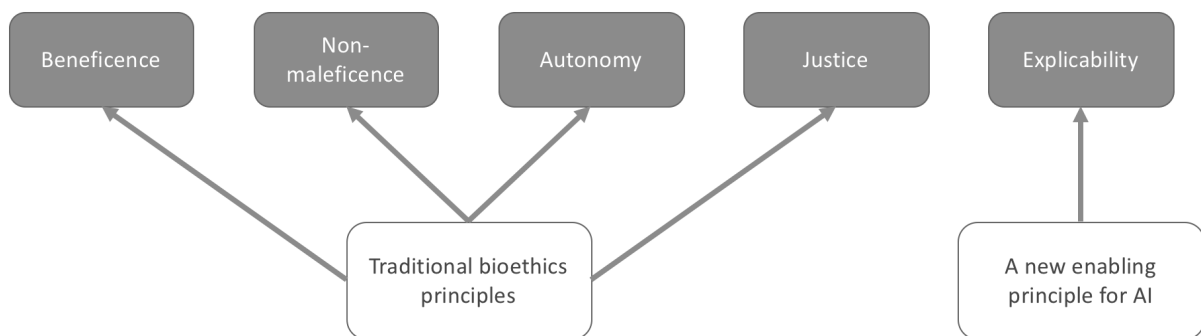 Beneficence
Non-
maleficence
Autonomy
Justice
Explicability
Traditional bioethics
principles
A new enabling
principle for AI